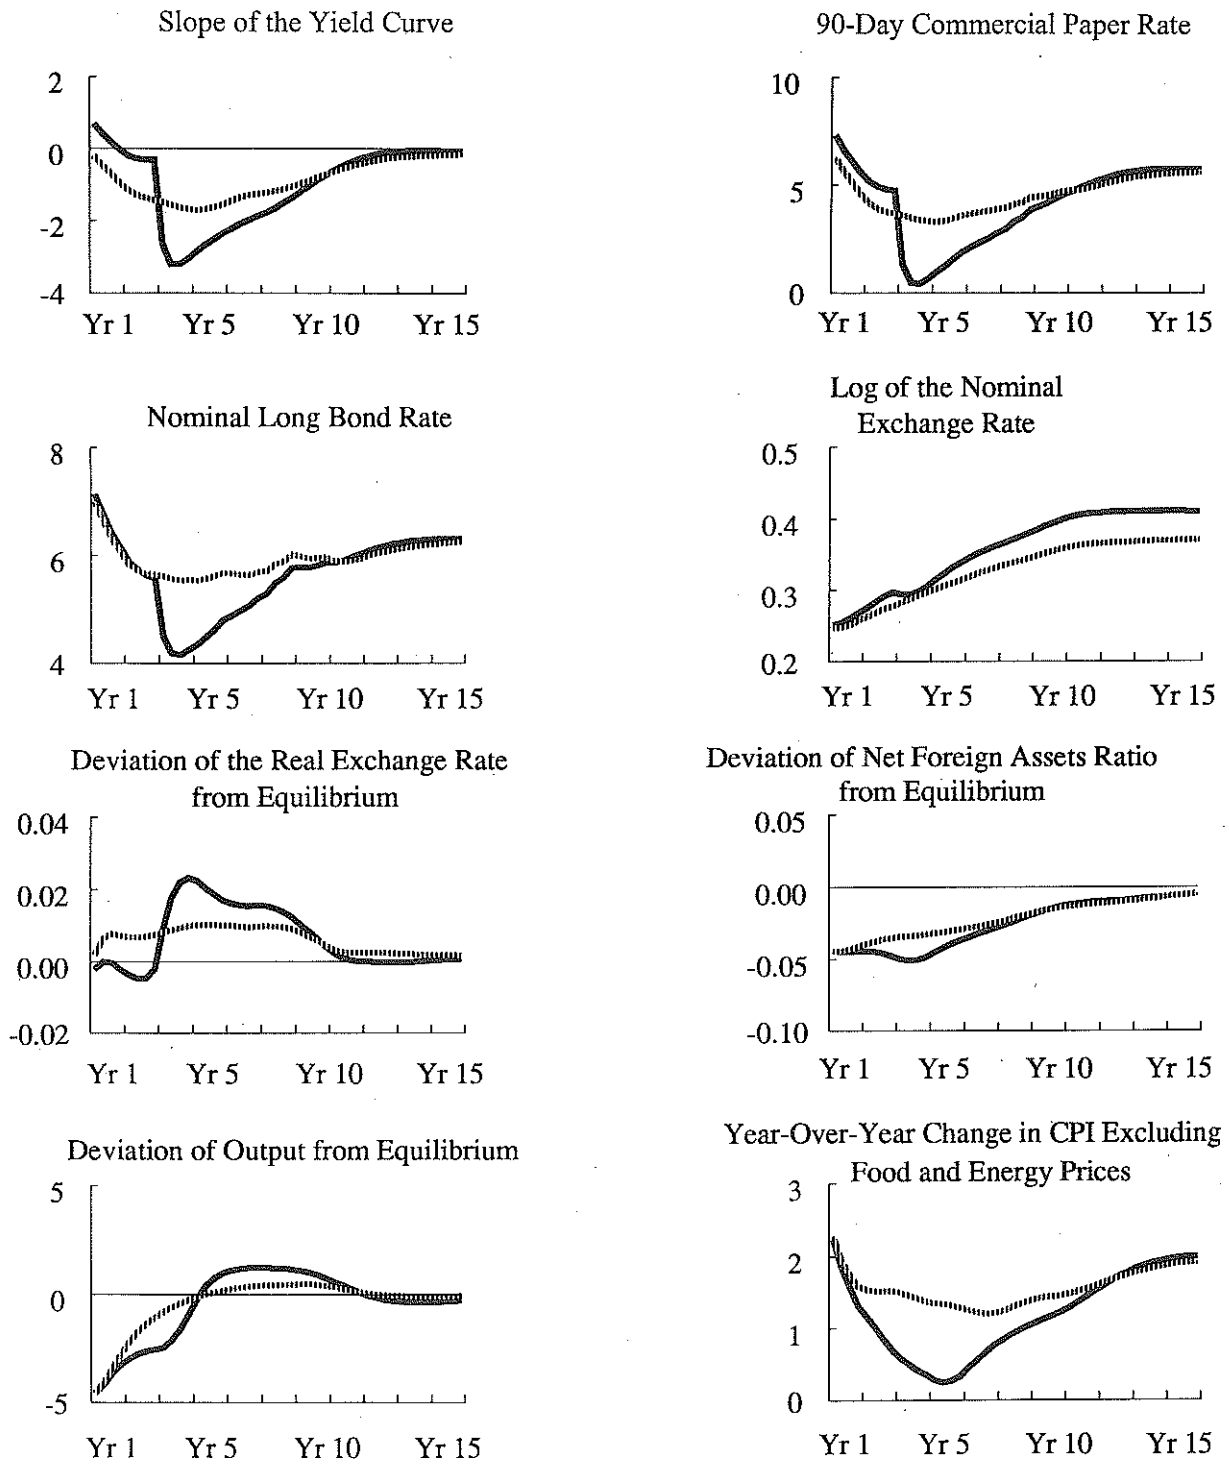 Slope of the Yield Curve
2
0
-2
-4
Yr 1 Yr 5 Yr 10 Yr 15
90-Day Commercial Paper Rate
10
5
0
Yr 1 Yr 5 Yr 10 Yr 15
Nominal Long Bond Rate
8
6
4
Yr 1 Yr 5 Yr 10 Yr 15
Log of the Nominal
Exchange Rate
0.5
0.4
0.3
0.2
Yr 1 Yr 5 Yr 10 Yr 15
Deviation of the Real Exchange Rate
from Equilibrium
0.04
0.02
0.00
-0.02
Yr 1 Yr 5 Yr 10 Yr 15
Deviation of Net Foreign Assets Ratio
from Equilibrium
0.05
0.00
-0.05
-0.10
Yr 1 Yr 5 Yr 10 Yr 15
Deviation of Output from Equilibrium
5
0
-5
Yr 1 Yr 5 Yr 10 Yr 15
Year-Over-Year Change in CPI Excluding
Food and Energy Prices
3
2
1
0
Yr 1 Yr 5 Yr 10 Yr 15